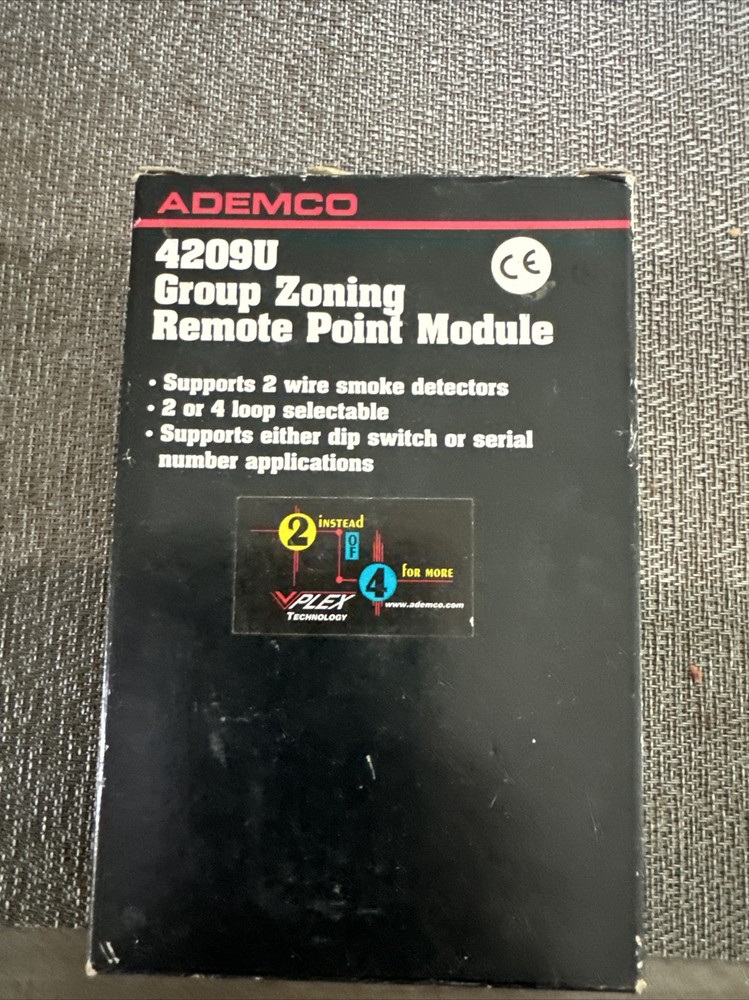 ADEMCO
4209U
CE
Group Zoning
Remote Point Module
• Supports 2 wire smoke detectors
• 2 or 4 loop selectable
• Supports either dip switch or serial
number applications
2 INSTEAD
OF
4 FOR MORE
VPLEX
TECHNOLOGY
www.ademco.com